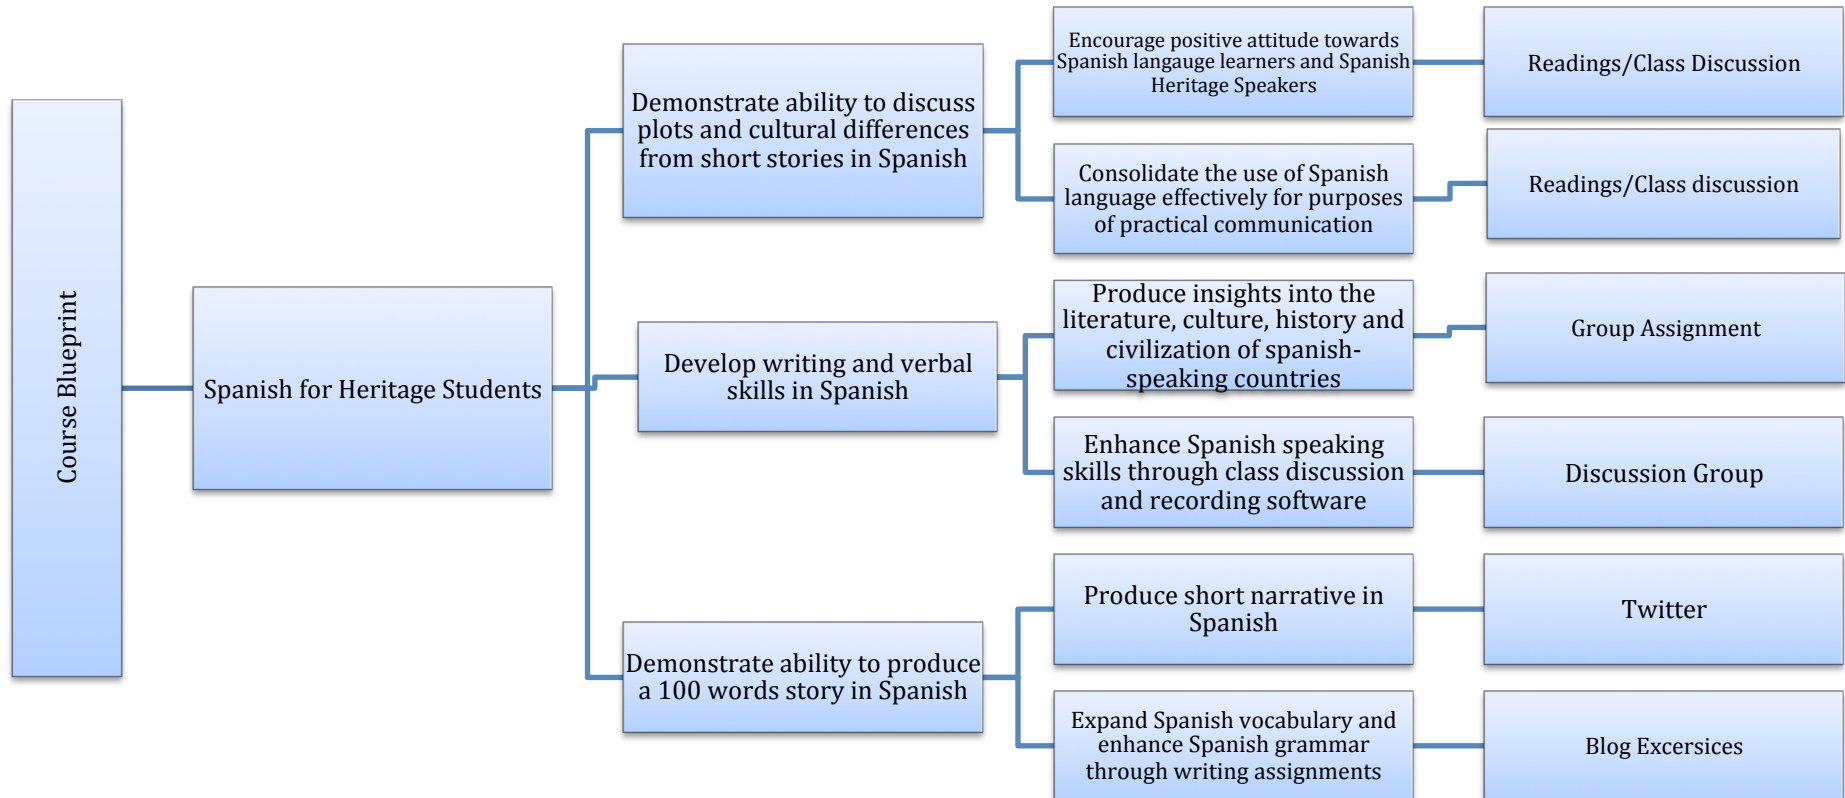 Course Blueprint
Spanish for Heritage Students
Demonstrate ability to discuss
plots and cultural differences
from short stories in Spanish
Encourage positive attitude towards
Spanish langauge learners and Spanish
Heritage Speakers
Readings/Class Discussion
Consolidate the use of Spanish
language effectively for purposes
of practical communication
Readings/Class discussion
Develop writing and verbal
skills in Spanish
Produce insights into the
literature, culture, history and
civilization of spanish-
speaking countries
Group Assignment
Enhance Spanish speaking
skills through class discussion
and recording software
Discussion Group
Demonstrate ability to produce
a 100 words story in Spanish
Produce short narrative in
Spanish
Twitter
Expand Spanish vocabulary and
enhance Spanish grammar
through writing assignments
Blog Excersices